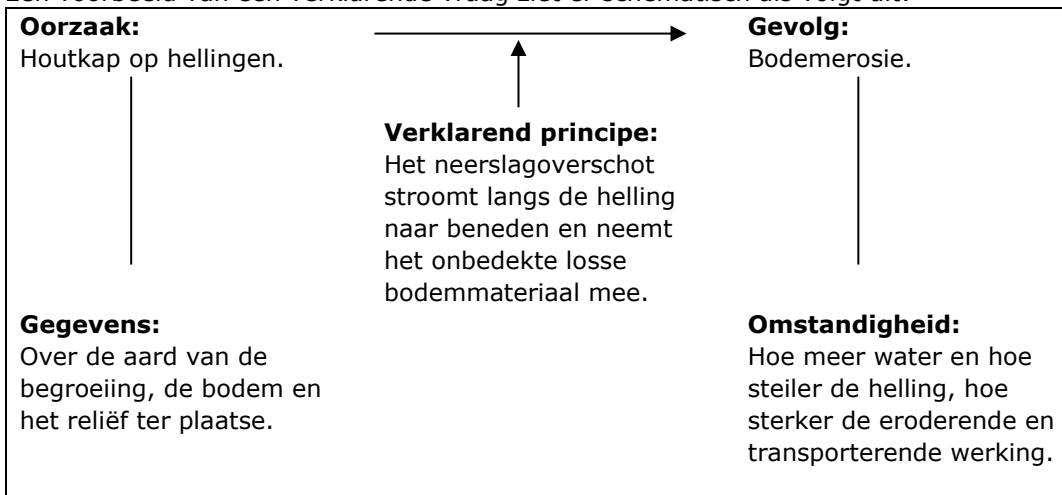 Een voorbeeld van een verklarende vraag ziet er schematisch als volgt uit:
Oorzaak:
Houtkap op hellingen.
Gevolg:
Bodemerosie.
Verklarend principe:
Het neerslagoverschot
stroomt langs de helling
naar beneden en neemt
het onbedekte losse
bodemmateriaal mee.
Gegevens:
Over de aard van de
begroeiing, de bodem en
het reliëf ter plaatse.
Omstandigheid:
Hoe meer water en hoe
steiler de helling, hoe
sterker de eroderende en
transporterende werking.